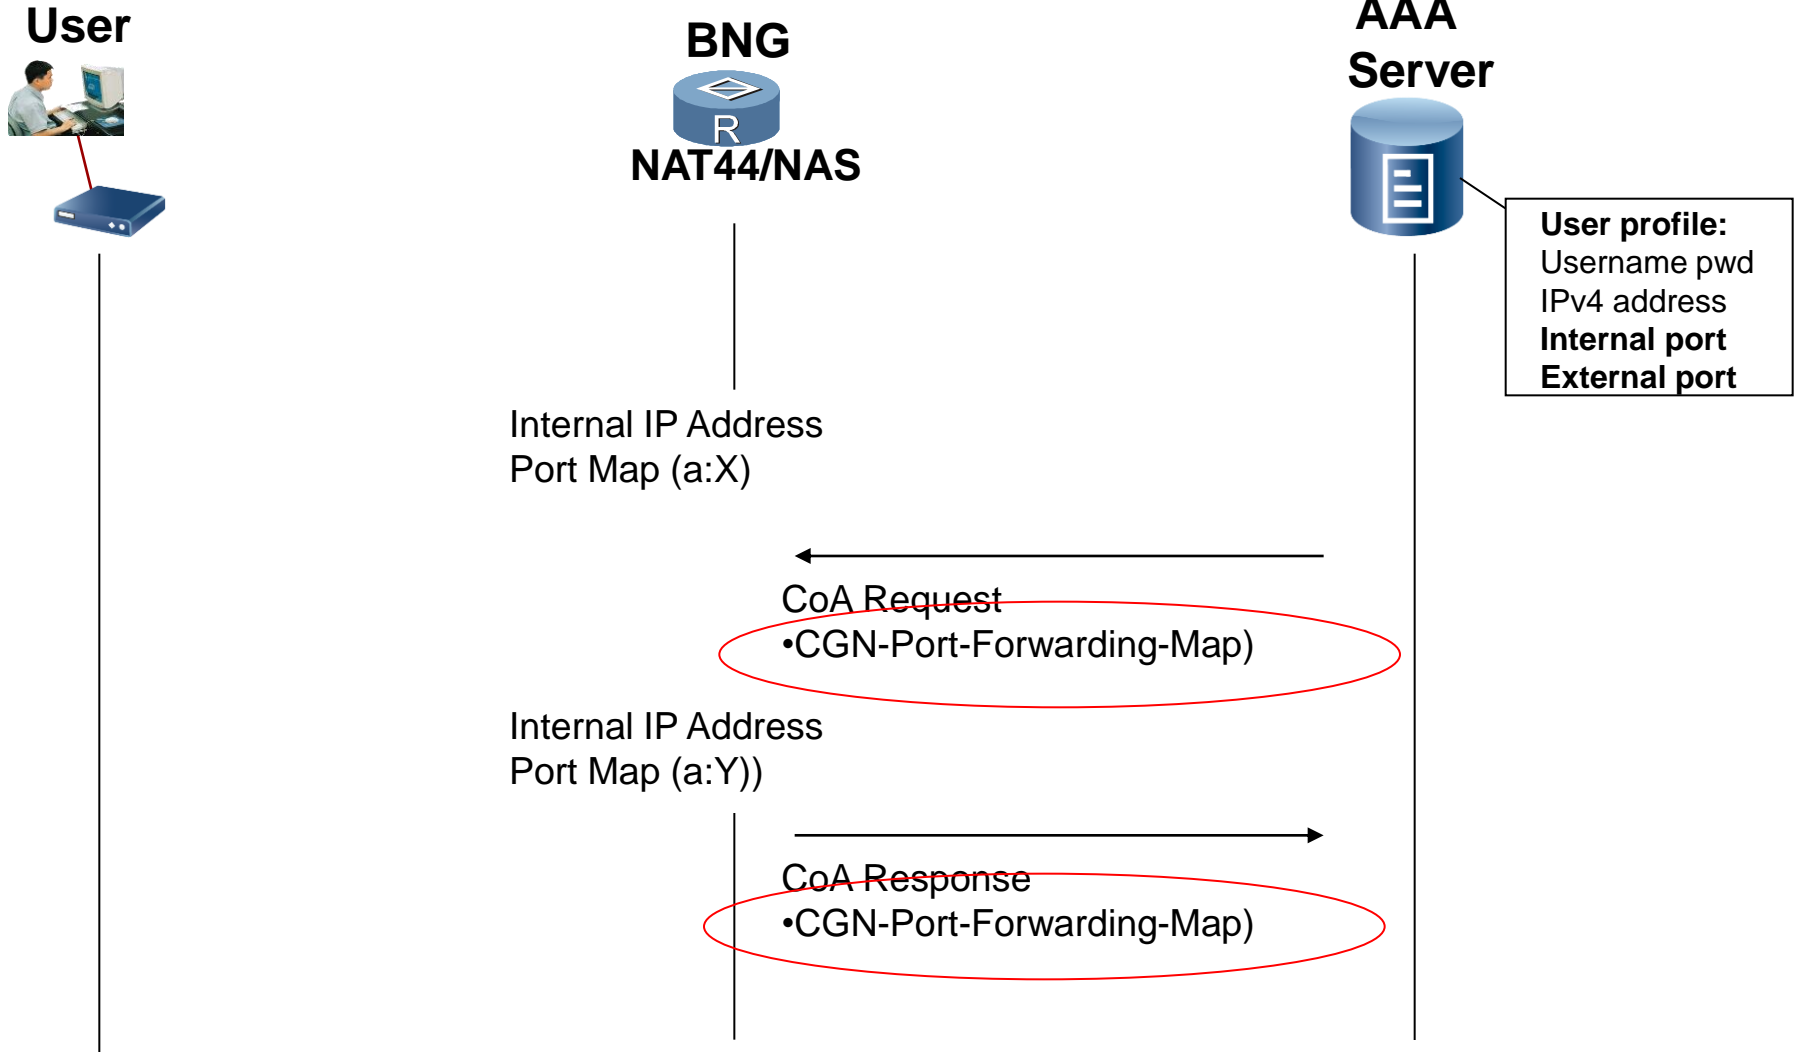 User
BNG
R
NAT44/NAS
AAA
Server
User profile:
Username pwd
IPv4 address
Internal port
External port
Internal IP Address
Port Map (a:X)
CoA Request
•CGN-Port-Forwarding-Map)
Internal IP Address
Port Map (a:Y))
CoA Response
•CGN-Port-Forwarding-Map)